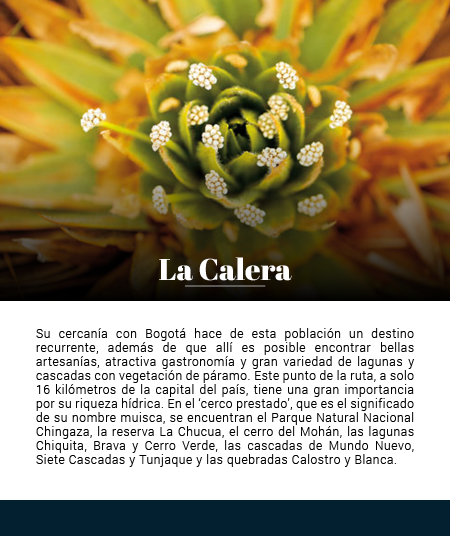 La Calera
Su cercanía con Bogotá hace de esta población un destino
recurrente, además de que allí es posible encontrar bellas
artesanías, atractiva gastronomía y gran variedad de lagunas y
cascadas con vegetación de páramo. Este punto de la ruta, a solo
16 kilómetros de la capital del país, tiene una gran importancia
por su riqueza hídrica. En el ‘cerco prestado’, que es el significado
de su nombre muisca, se encuentran el Parque Natural Nacional
Chingaza, la reserva La Chucua, el cerro del Mohán, las lagunas
Chiquita, Brava y Cerro Verde, las cascadas de Mundo Nuevo,
Siete Cascadas y Tunjaque y las quebradas Calostro y Blanca.